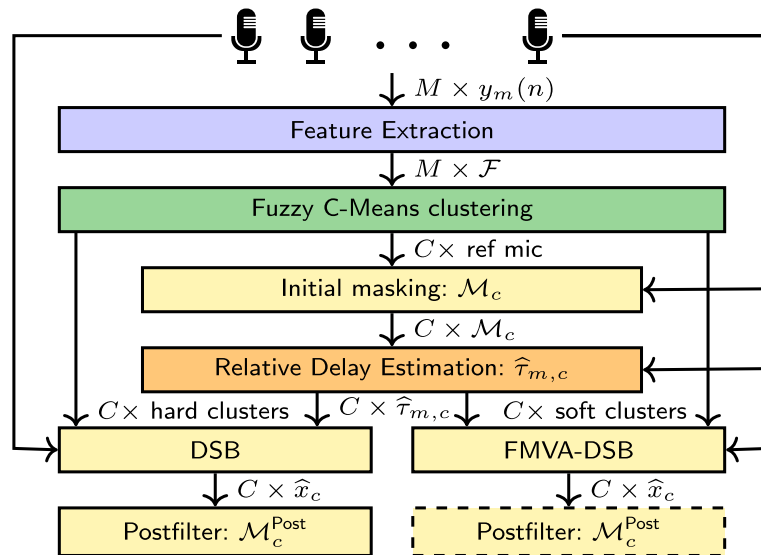 M × y_m(n)
Feature Extraction
M × ℱ
Fuzzy C-Means clustering
C× ref mic
Initial masking: ℳ_c
C × ℳ_c
Relative Delay Estimation: τ̂_{m,c}
C× hard clusters C × τ̂_{m,c} C× soft clusters
DSB FMVA-DSB
C × x̂_c C × x̂_c
Postfilter: ℳ_c^Post Postfilter: ℳ_c^Post